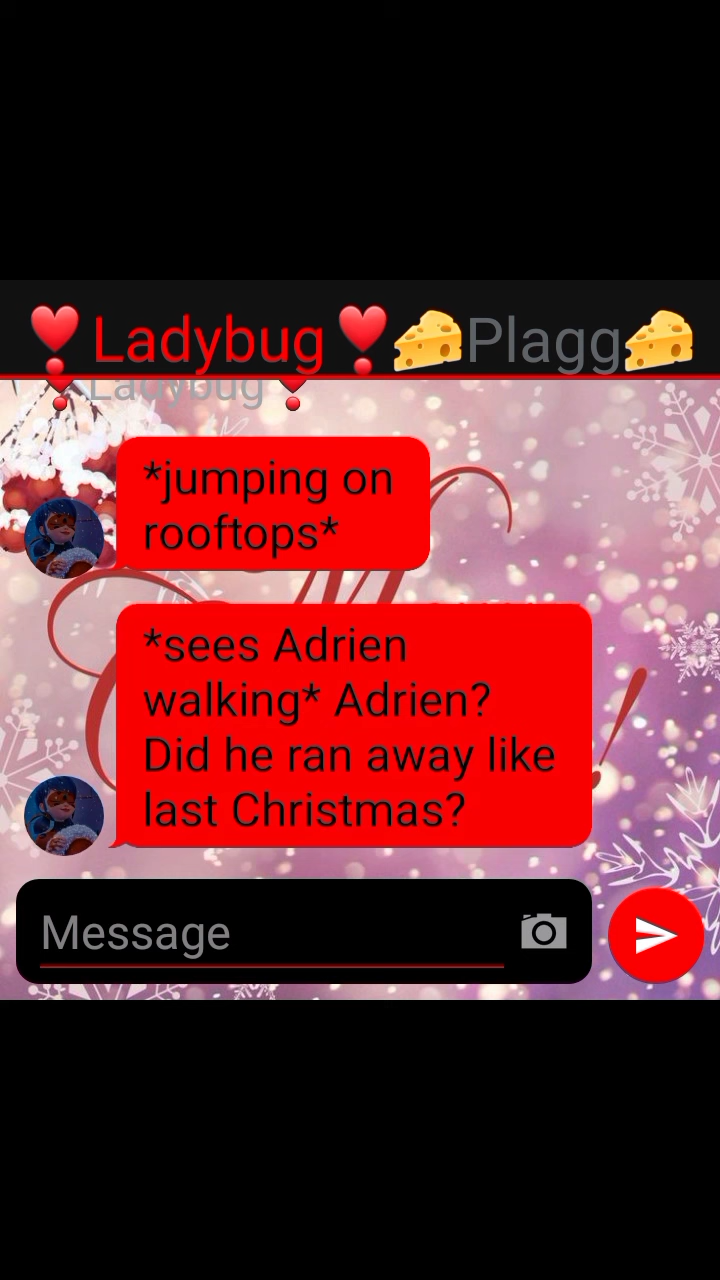 ❣Ladybug❣🧀Plagg🧀
❣Ladybug❣
*jumping on
rooftops*
*sees Adrien
walking* Adrien?
Did he ran away like
last Christmas?
Message